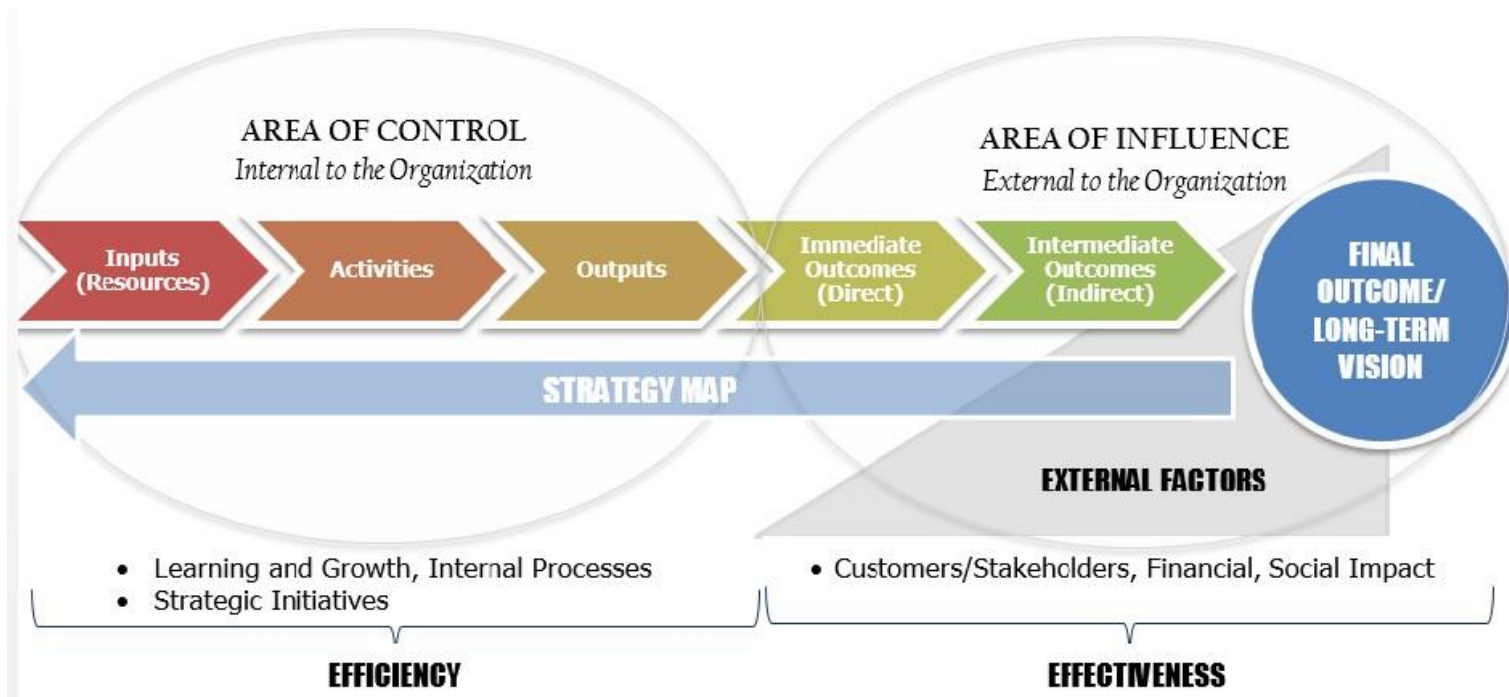 AREA OF CONTROL
Internal to the Organization
AREA OF INFLUENCE
External to the Organization
Inputs
(Resources)
Activities
Outputs
Immediate
Outcomes
(Direct)
Intermediate
Outcomes
(Indirect)
FINAL
OUTCOME/
LONG-TERM
VISION
STRATEGY MAP
EXTERNAL FACTORS
• Learning and Growth, Internal Processes
• Strategic Initiatives
• Customers/Stakeholders, Financial, Social Impact
EFFICIENCY
EFFECTIVENESS